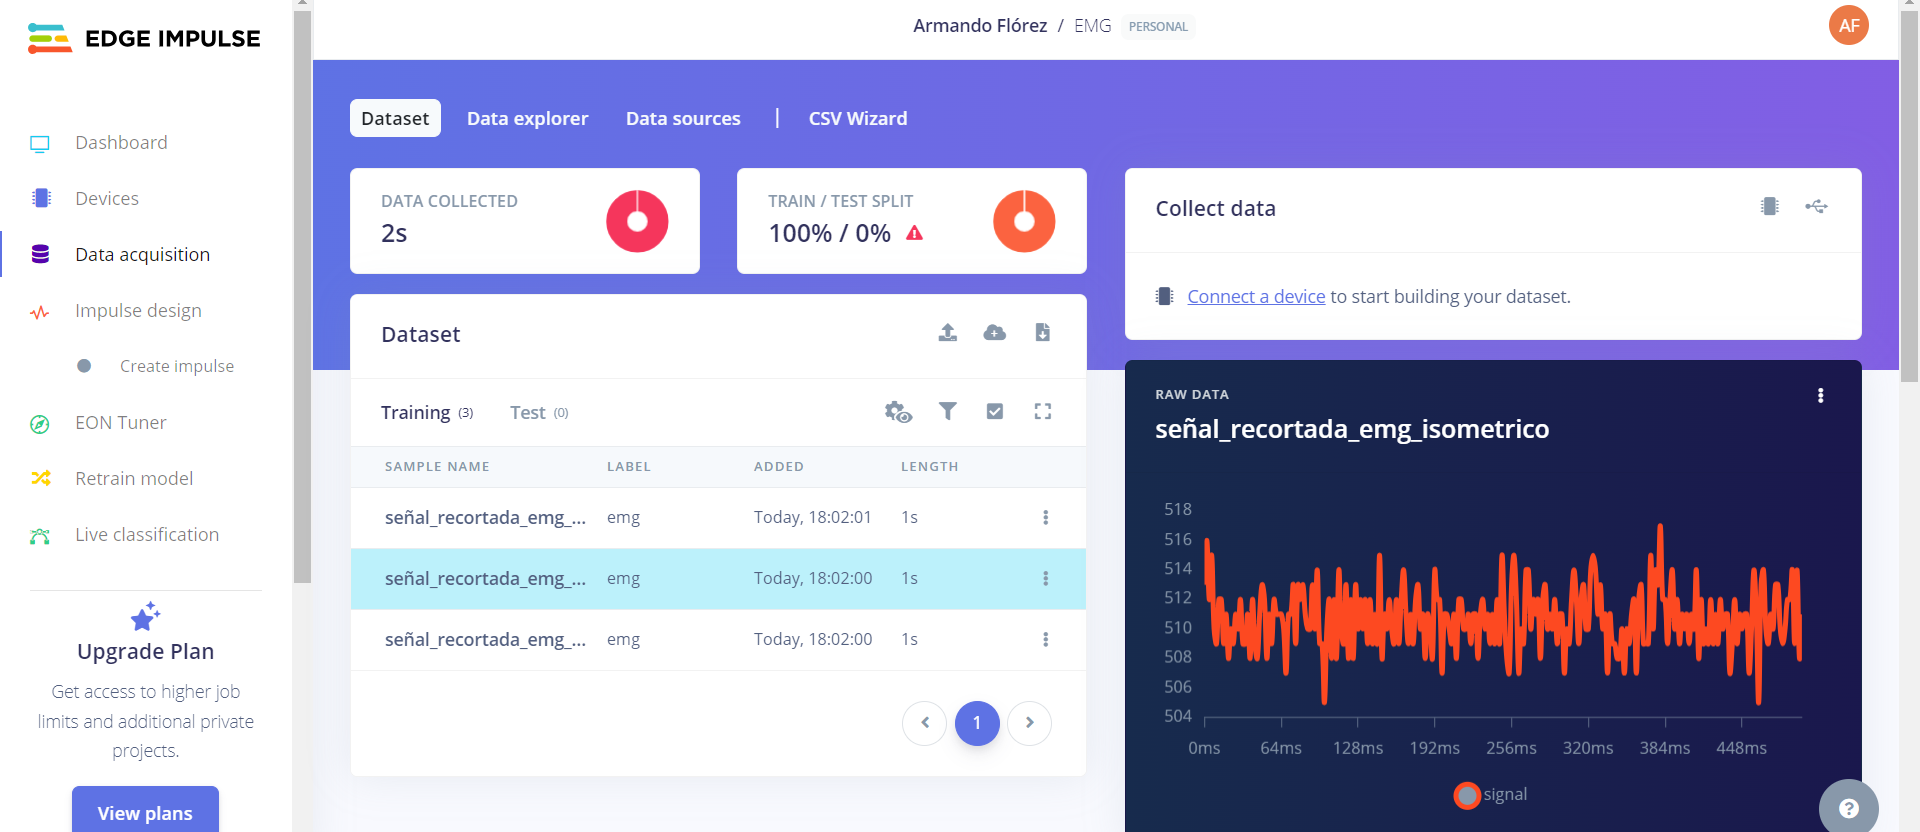 EDGE IMPULSE
Armando Flórez / EMG PERSONAL
AF
Dashboard
Devices
Data acquisition
Impulse design
Create impulse
EON Tuner
Retrain model
Live classification
Upgrade Plan
Get access to higher job
limits and additional private
projects.
View plans
Dataset Data explorer Data sources | CSV Wizard
DATA COLLECTED
2s
TRAIN / TEST SPLIT
100% / 0%
Dataset
Training (3) Test (0)
SAMPLE NAME LABEL ADDED LENGTH
señal_recortada_emg_... emg Today, 18:02:01 1s
señal_recortada_emg_... emg Today, 18:02:00 1s
señal_recortada_emg_... emg Today, 18:02:00 1s
1
Collect data
Connect a device to start building your dataset.
RAW DATA
señal_recortada_emg_isometrico
518
516
514
512
510
508
506
504
0ms 64ms 128ms 192ms 256ms 320ms 384ms 448ms
signal
?